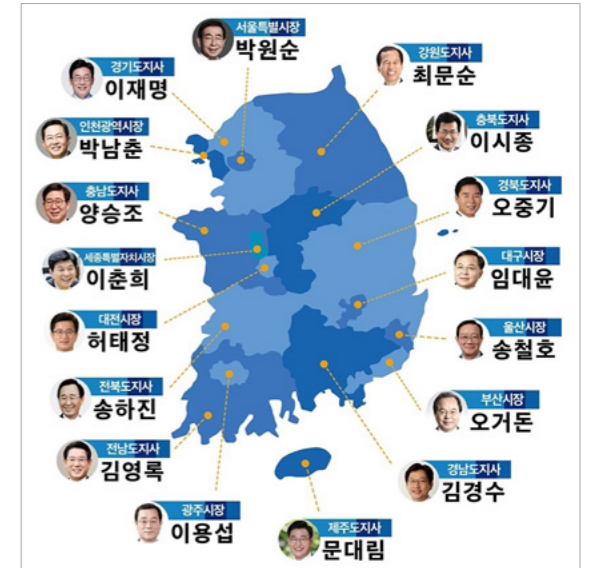 서울특별시장
박원순
경기도지사
이재명
강원도지사
최문순
인천광역시장
박남춘
충북도지사
이시종
충남도지사
양승조
경북도지사
오중기
세종특별자치시장
이춘희
대구시장
임대윤
대전시장
허태정
울산시장
송철호
전북도지사
송하진
부산시장
오거돈
전남도지사
김영록
경남도지사
김경수
광주시장
이용섭
제주도지사
문대림